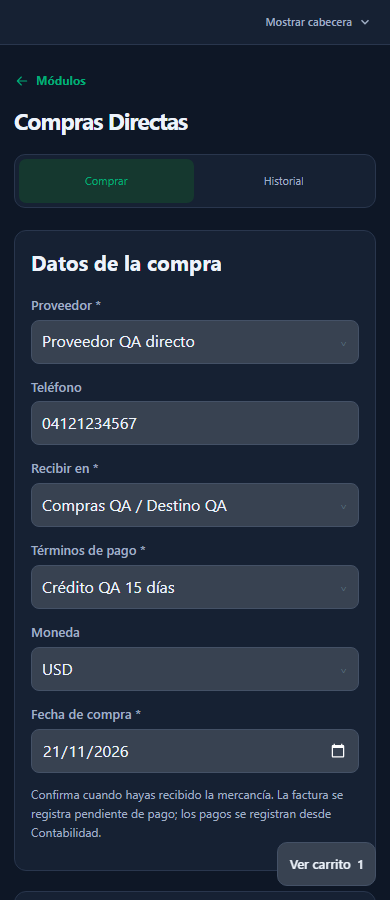 Mostrar cabecera
← Módulos
Compras Directas
Comprar
Historial
Datos de la compra
Proveedor *
Proveedor QA directo
Teléfono
04121234567
Recibir en *
Compras QA / Destino QA
Términos de pago *
Crédito QA 15 días
Moneda
USD
Fecha de compra *
21/11/2026
Confirma cuando hayas recibido la mercancía. La factura se
registra pendiente de pago; los pagos se registran desde
Contabilidad.
Ver carrito 1